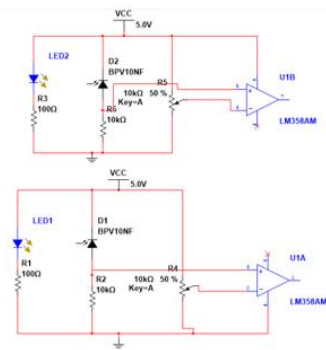 VCC
5.0V
LED2
D2
BPV10NF
R5
U1B
R3
100Ω
R6
10kΩ
10kΩ
50 %
Key=A
LM358AM
VCC
5.0V
LED1
D1
BPV10NF
R4
U1A
R1
100Ω
R2
10kΩ
10kΩ
50 %
Key=A
LM358AM